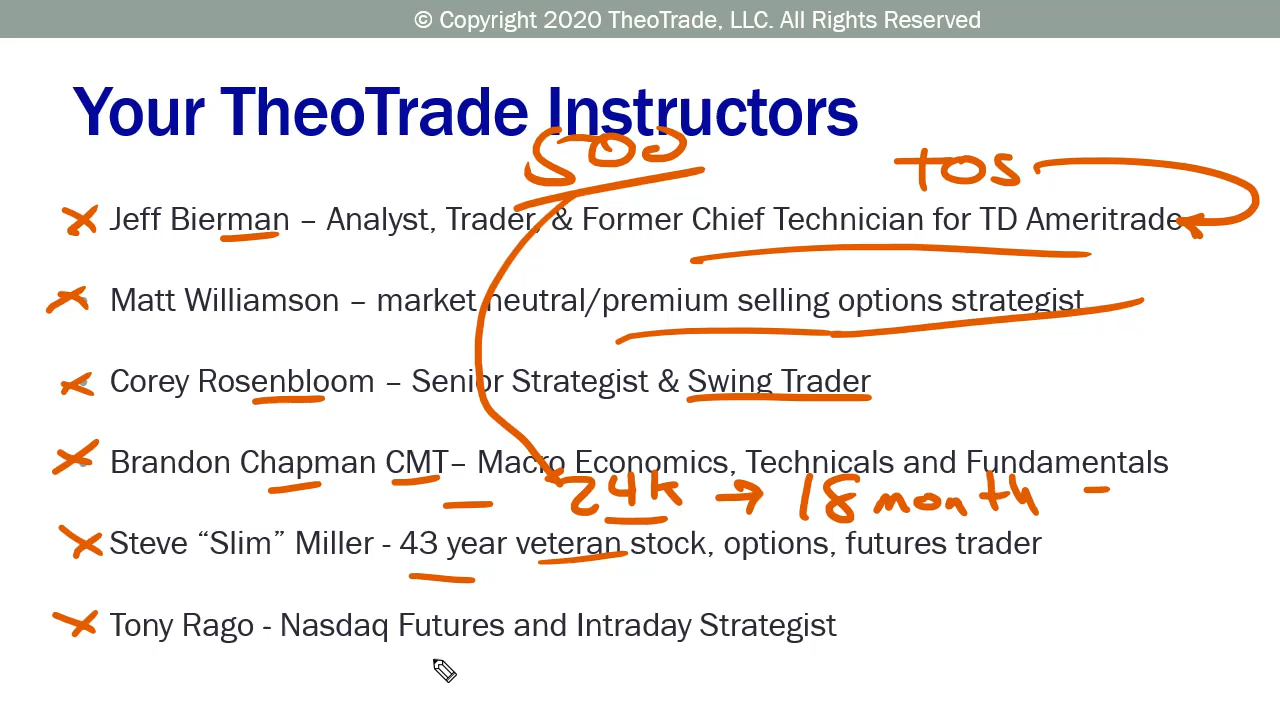 © Copyright 2020 TheoTrade, LLC. All Rights Reserved
Your TheoTrade Instructors
500
TOS
Jeff Bierman – Analyst, Trader, & Former Chief Technician for TD Ameritrade
Matt Williamson – market neutral/premium selling options strategist
Corey Rosenbloom – Senior Strategist & Swing Trader
Brandon Chapman CMT– Macro Economics, Technicals and Fundamentals
24k → 18 month
Steve “Slim” Miller - 43 year veteran stock, options, futures trader
Tony Rago - Nasdaq Futures and Intraday Strategist